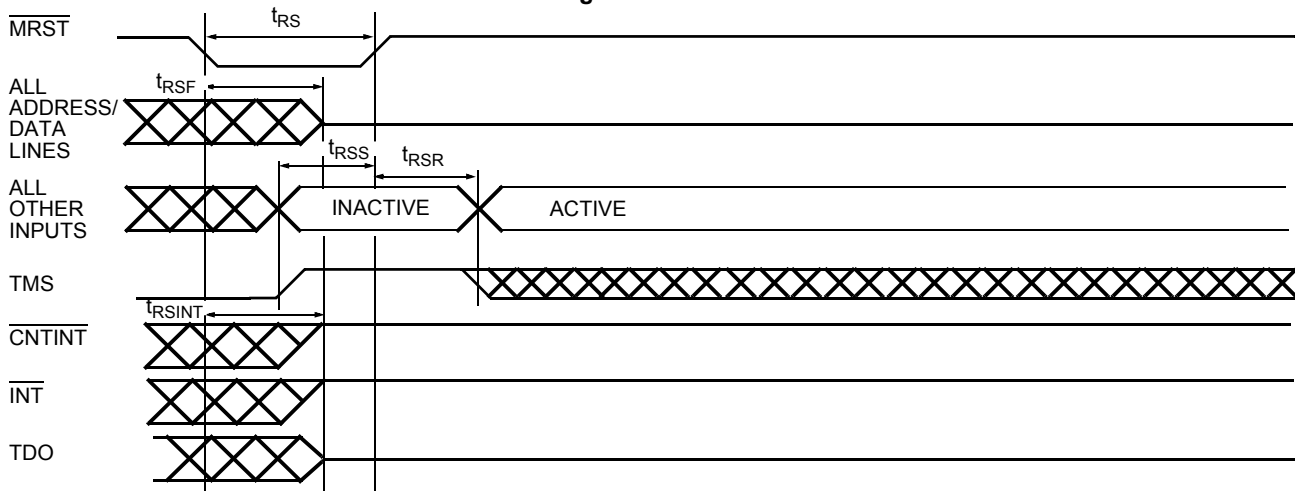 MRST
tRS
ALL
ADDRESS/
DATA
LINES
tRSF
tRSS
tRSR
ALL
OTHER
INPUTS
INACTIVE
ACTIVE
TMS
tRSINT
CNTINT
INT
TDO